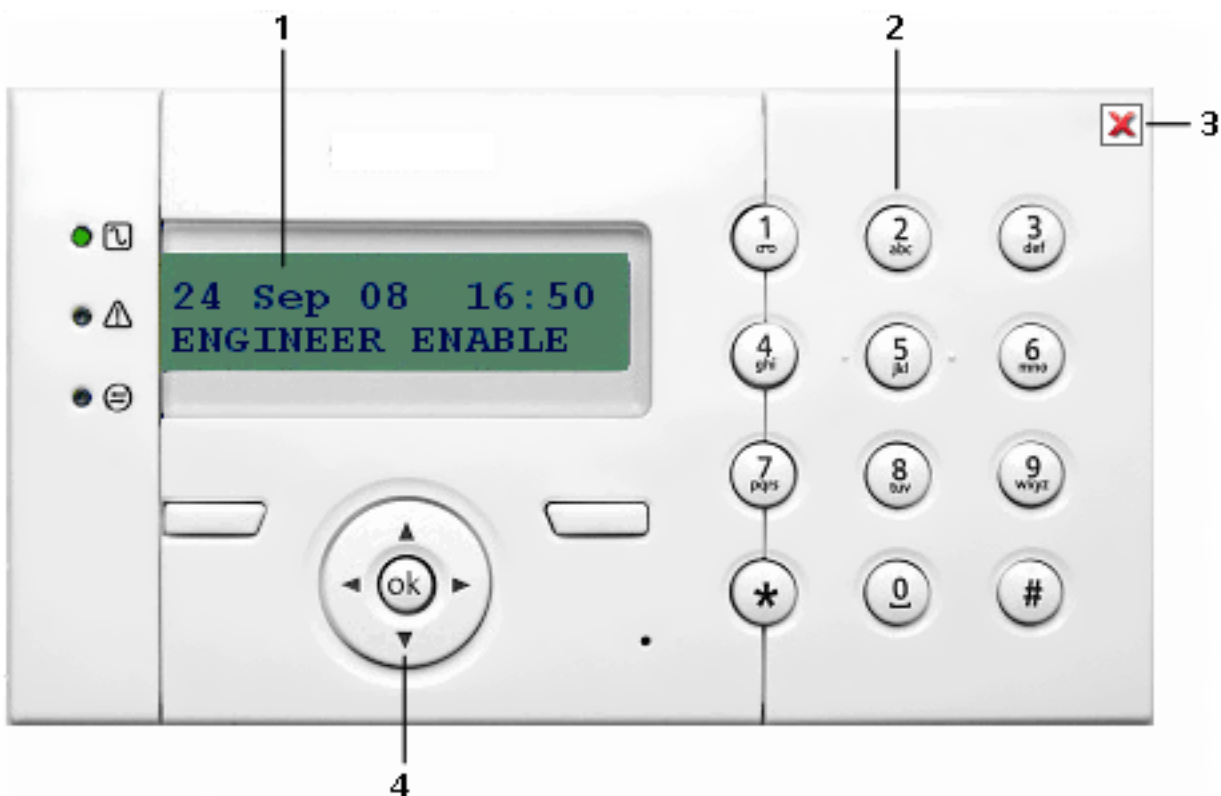 1
2
3
24 Sep 08 16:50
ENGINEER ENABLE
1
2 abc
3 def
4 ghi
5 jkl
6 mno
7 pqrs
8 tuv
9 wxyz
*
0
#
ok
4